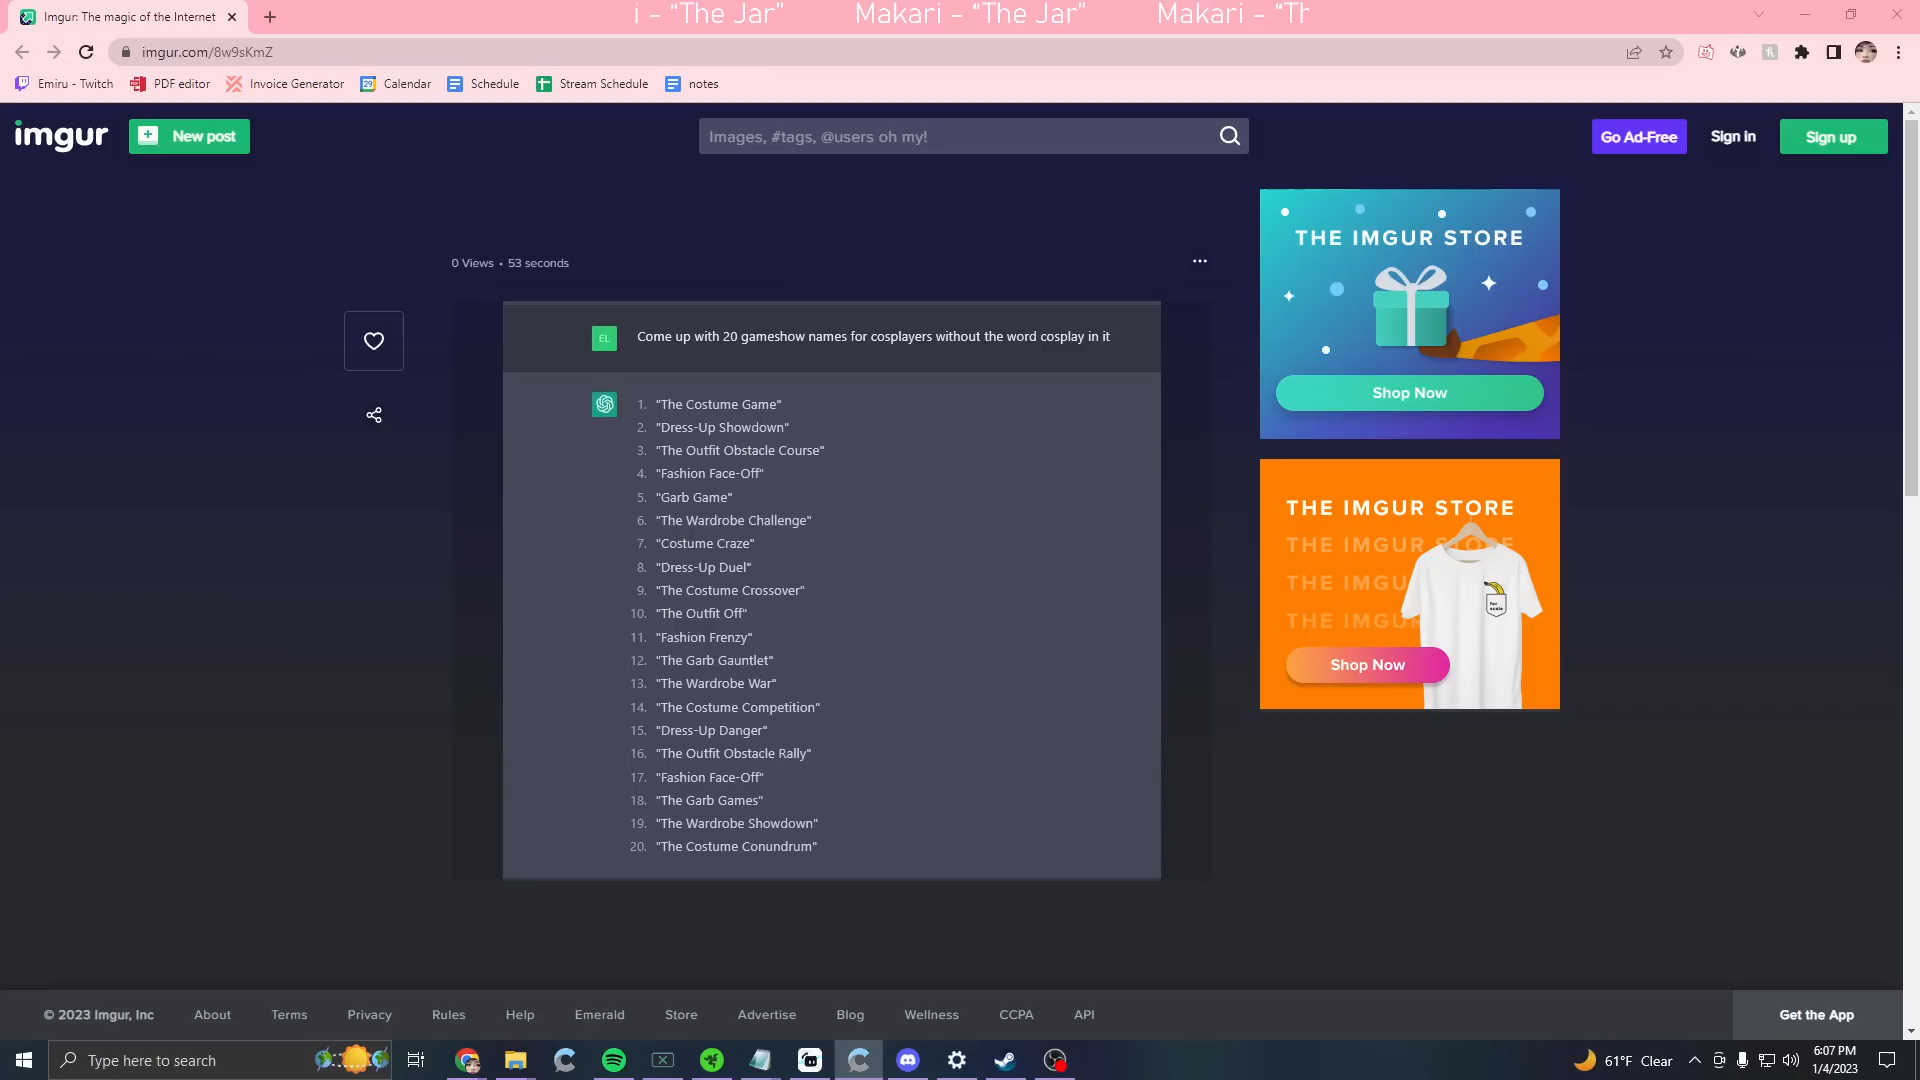 Imgur: The magic of the Internet
i - "The Jar" Makari - "The Jar" Makari - "Th
imgur.com/8w9sKmZ
Emiru - Twitch PDF editor Invoice Generator Calendar Schedule Stream Schedule notes
imgur New post Images, #tags, @users oh my! Go Ad-Free Sign in Sign up
THE IMGUR STORE
Shop Now
0 Views • 53 seconds
EL Come up with 20 gameshow names for cosplayers without the word cosplay in it
1. "The Costume Game"
2. "Dress-Up Showdown"
3. "The Outfit Obstacle Course"
4. "Fashion Face-Off"
5. "Garb Game"
6. "The Wardrobe Challenge"
7. "Costume Craze"
8. "Dress-Up Duel"
9. "The Costume Crossover"
10. "The Outfit Off"
11. "Fashion Frenzy"
12. "The Garb Gauntlet"
13. "The Wardrobe War"
14. "The Costume Competition"
15. "Dress-Up Danger"
16. "The Outfit Obstacle Rally"
17. "Fashion Face-Off"
18. "The Garb Games"
19. "The Wardrobe Showdown"
20. "The Costume Conundrum"
THE IMGUR STORE
THE IMGUR STORE
THE IMGU
THE IMGUR
for scale
Shop Now
© 2023 Imgur, Inc About Terms Privacy Rules Help Emerald Store Advertise Blog Wellness CCPA API Get the App
Type here to search 61°F Clear 6:07 PM
1/4/2023